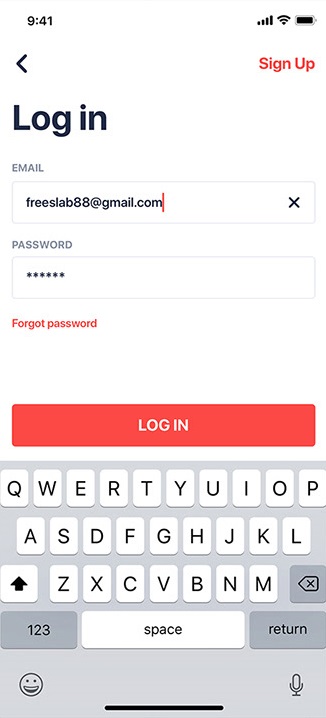 9:41
Sign Up
Log in
EMAIL
freeslab88@gmail.com
PASSWORD
******
Forgot password
LOG IN
Q W E R T Y U I O P
A S D F G H J K L
Z X C V B N M
123 space return